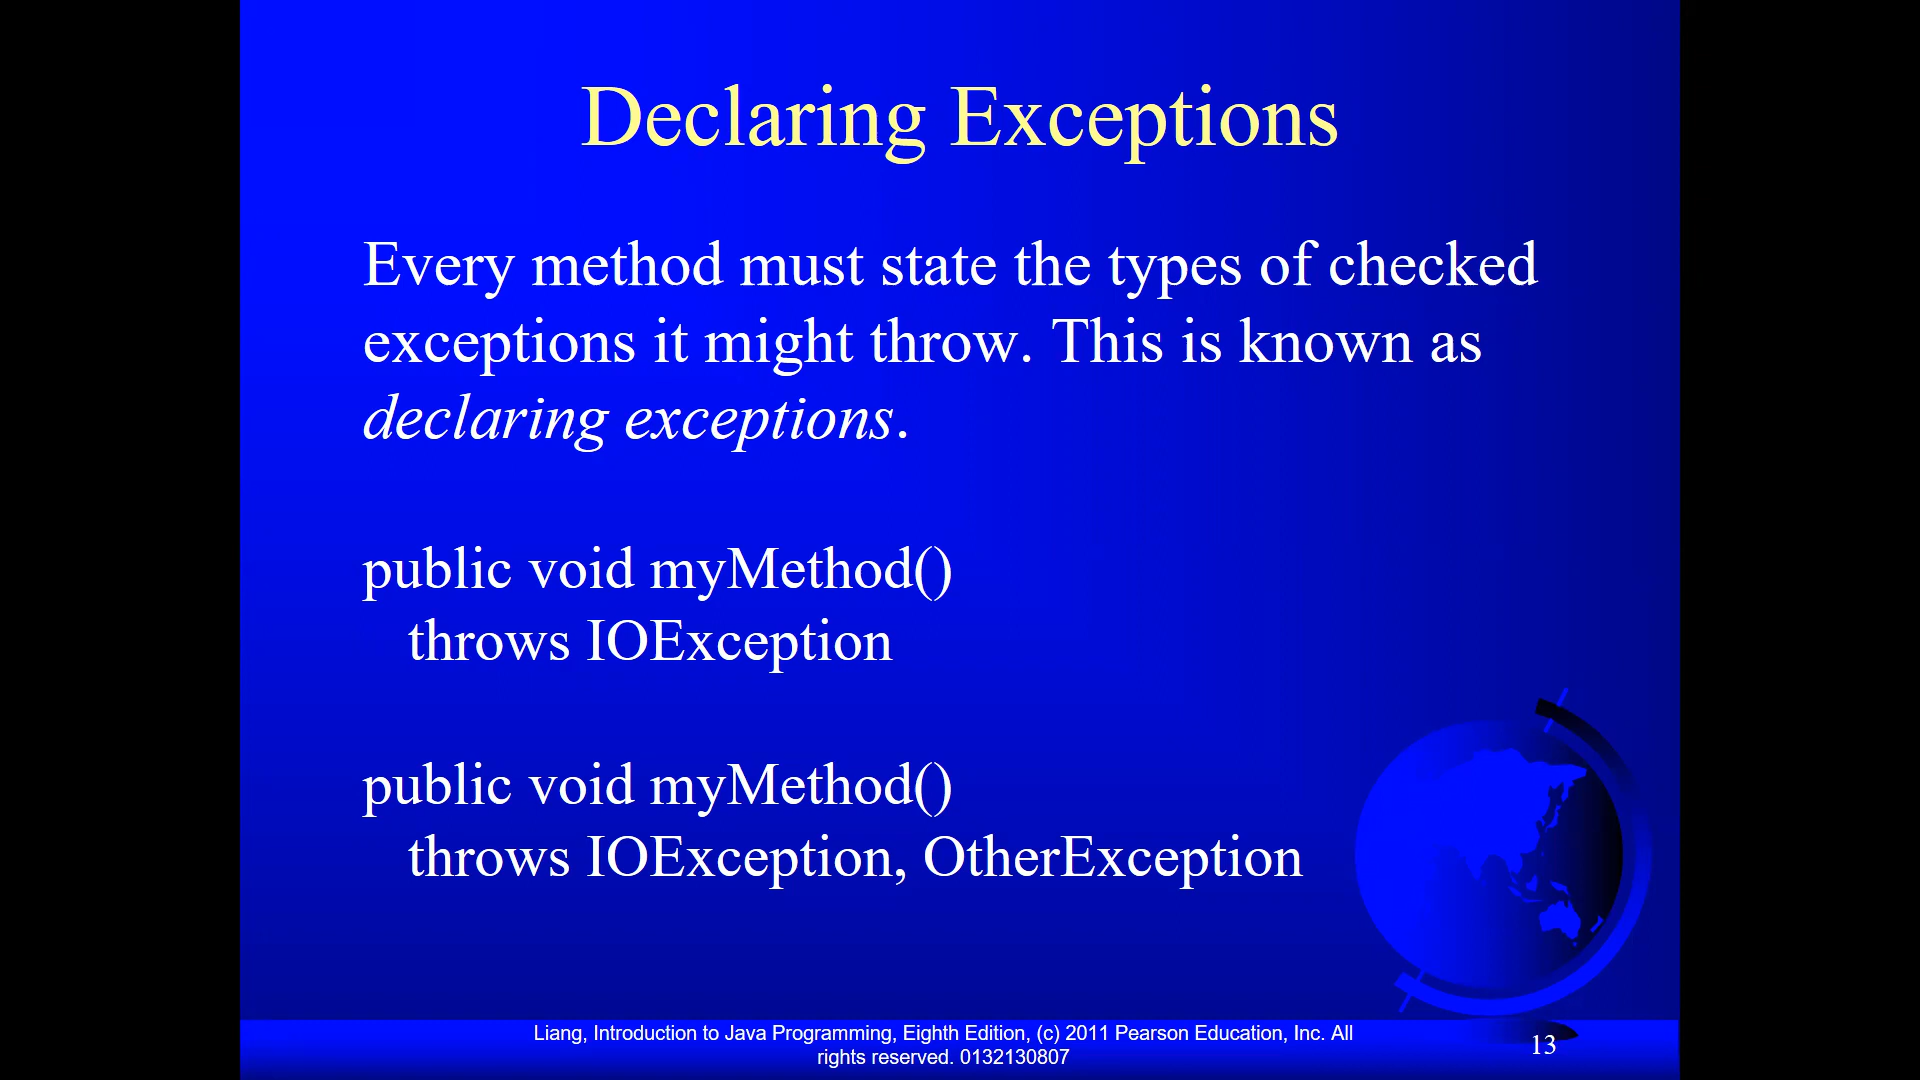 Declaring Exceptions
Every method must state the types of checked
exceptions it might throw. This is known as
declaring exceptions.
public void myMethod()
throws IOException
public void myMethod()
throws IOException, OtherException
Liang, Introduction to Java Programming, Eighth Edition, (c) 2011 Pearson Education, Inc. All
rights reserved. 0132130807
13